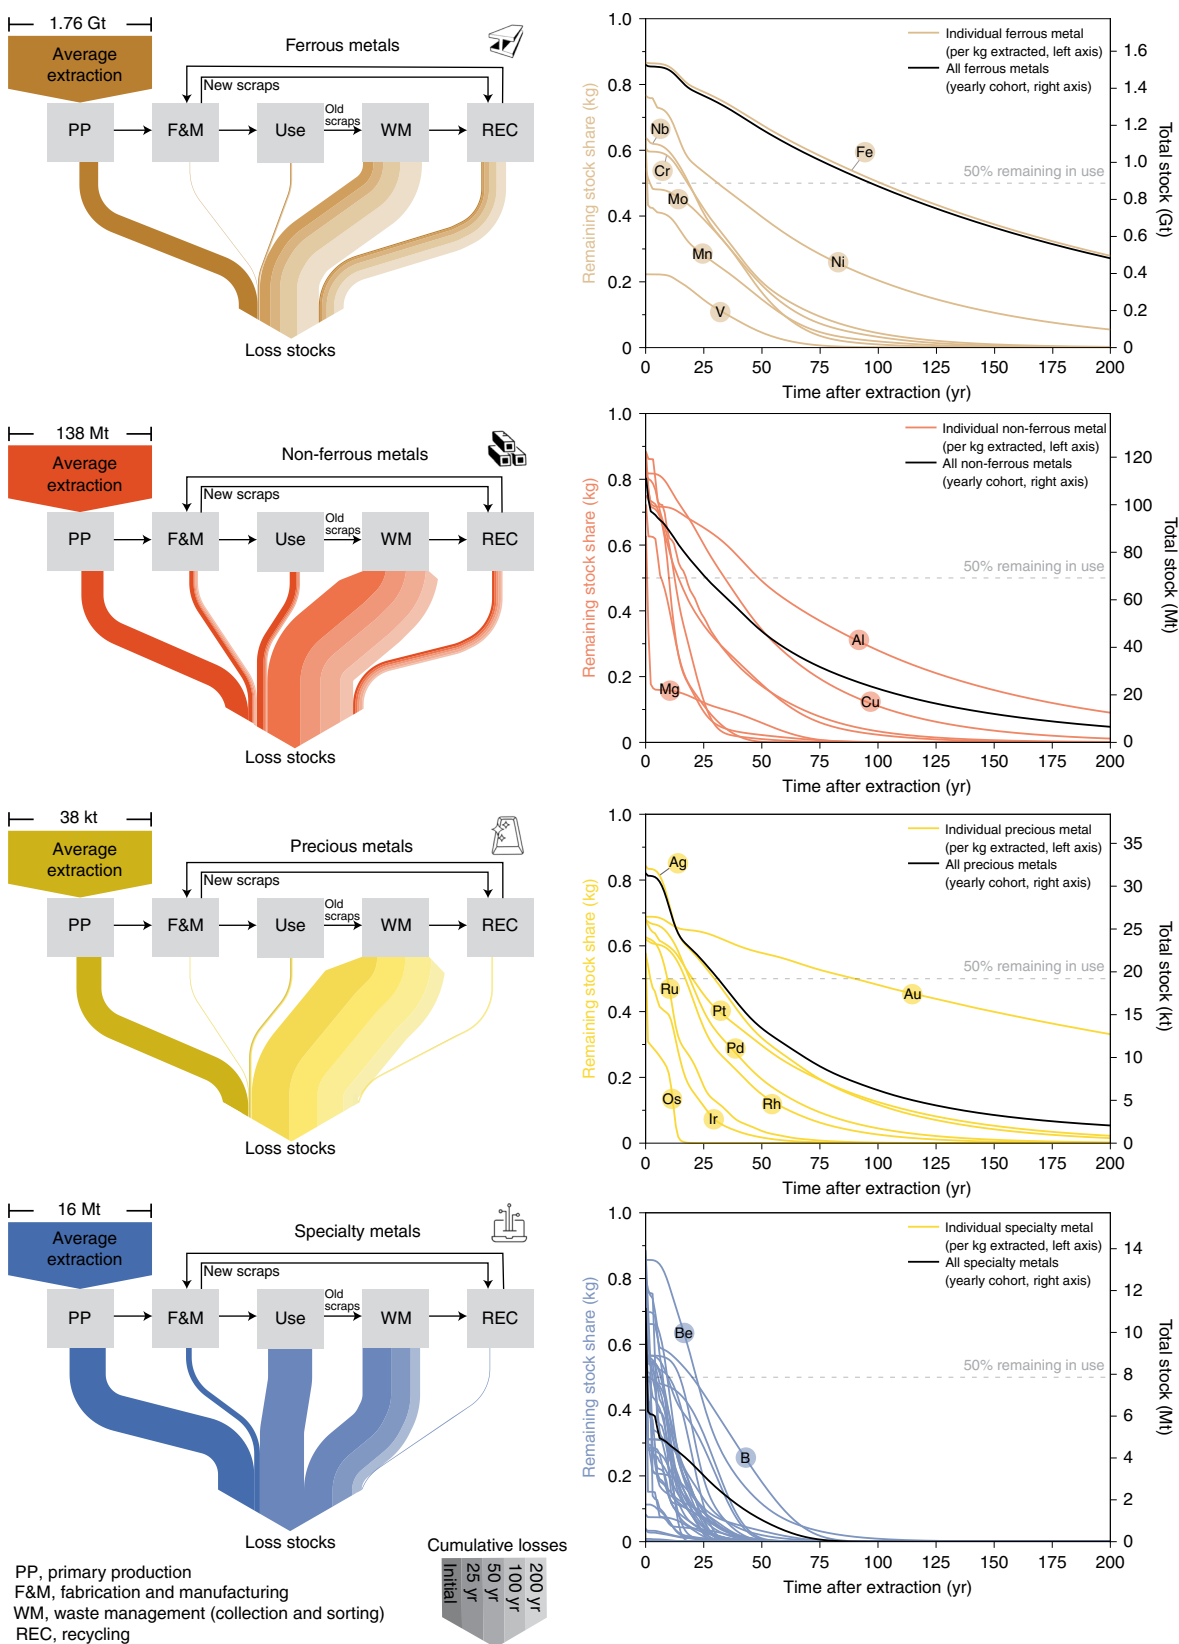 1.76 Gt
Average
extraction
Ferrous metals
New scraps
Old
scraps
PP
F&M
Use
WM
REC
Loss stocks
Individual ferrous metal
(per kg extracted, left axis)
All ferrous metals
(yearly cohort, right axis)
50% remaining in use
Nb
Cr
Mo
Mn
V
Fe
Ni
Remaining stock share (kg)
1.0
0.8
0.6
0.4
0.2
0
Total stock (Gt)
1.6
1.4
1.2
1.0
0.8
0.6
0.4
0.2
0
0 25 50 75 100 125 150 175 200
Time after extraction (yr)
138 Mt
Average
extraction
Non-ferrous metals
New scraps
Old
scraps
PP
F&M
Use
WM
REC
Loss stocks
Individual non-ferrous metal
(per kg extracted, left axis)
All non-ferrous metals
(yearly cohort, right axis)
50% remaining in use
Al
Mg
Cu
Remaining stock share (kg)
1.0
0.8
0.6
0.4
0.2
0
Total stock (Mt)
120
100
80
60
40
20
0
0 25 50 75 100 125 150 175 200
Time after extraction (yr)
38 kt
Average
extraction
Precious metals
New scraps
Old
scraps
PP
F&M
Use
WM
REC
Loss stocks
Individual precious metal
(per kg extracted, left axis)
All precious metals
(yearly cohort, right axis)
50% remaining in use
Ag
Ru
Pt
Au
Pd
Os
Ir
Rh
Remaining stock share (kg)
1.0
0.8
0.6
0.4
0.2
0
Total stock (kt)
35
30
25
20
15
10
5
0
0 25 50 75 100 125 150 175 200
Time after extraction (yr)
16 Mt
Average
extraction
Specialty metals
New scraps
Old
scraps
PP
F&M
Use
WM
REC
Loss stocks
Individual specialty metal
(per kg extracted, left axis)
All specialty metals
(yearly cohort, right axis)
50% remaining in use
Be
B
Remaining stock share (kg)
1.0
0.8
0.6
0.4
0.2
0
Total stock (Mt)
14
12
10
8
6
4
2
0
0 25 50 75 100 125 150 175 200
Time after extraction (yr)
Cumulative losses
Initial
25 yr
50 yr
100 yr
200 yr
PP, primary production
F&M, fabrication and manufacturing
WM, waste management (collection and sorting)
REC, recycling